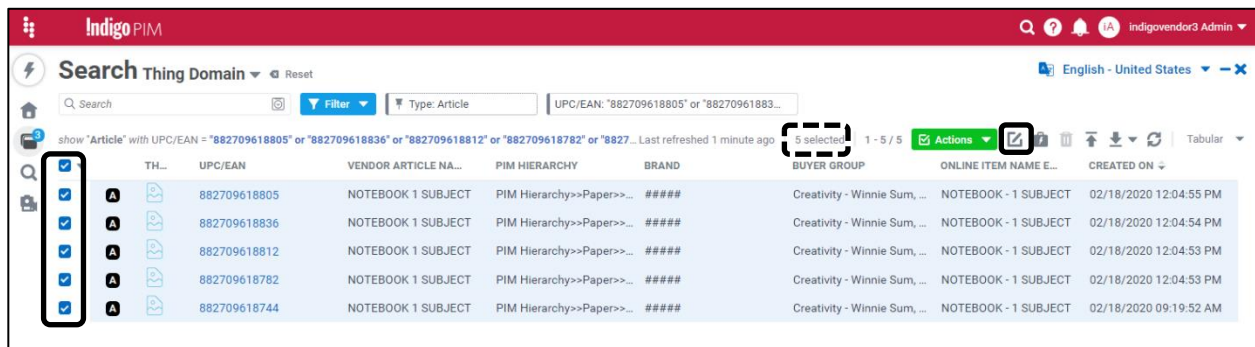 Indigo PIM
iA indigovendor3 Admin
Search Thing Domain Reset
English - United States
Search Filter Type: Article UPC/EAN: "882709618805" or "88270961883...
show "Article" with UPC/EAN = "882709618805" or "882709618836" or "882709618812" or "882709618782" or "8827... Last refreshed 1 minute ago 5 selected 1 - 5 / 5 Actions Tabular
3
TH... UPC/EAN VENDOR ARTICLE NA... PIM HIERARCHY BRAND BUYER GROUP ONLINE ITEM NAME E... CREATED ON
A 882709618805 NOTEBOOK 1 SUBJECT PIM Hierarchy>>Paper>>... ##### Creativity - Winnie Sum, ... NOTEBOOK - 1 SUBJECT 02/18/2020 12:04:55 PM
A 882709618836 NOTEBOOK 1 SUBJECT PIM Hierarchy>>Paper>>... ##### Creativity - Winnie Sum, ... NOTEBOOK - 1 SUBJECT 02/18/2020 12:04:54 PM
A 882709618812 NOTEBOOK 1 SUBJECT PIM Hierarchy>>Paper>>... ##### Creativity - Winnie Sum, ... NOTEBOOK - 1 SUBJECT 02/18/2020 12:04:53 PM
A 882709618782 NOTEBOOK 1 SUBJECT PIM Hierarchy>>Paper>>... ##### Creativity - Winnie Sum, ... NOTEBOOK - 1 SUBJECT 02/18/2020 12:04:53 PM
A 882709618744 NOTEBOOK 1 SUBJECT PIM Hierarchy>>Paper>>... ##### Creativity - Winnie Sum, ... NOTEBOOK - 1 SUBJECT 02/18/2020 09:19:52 AM